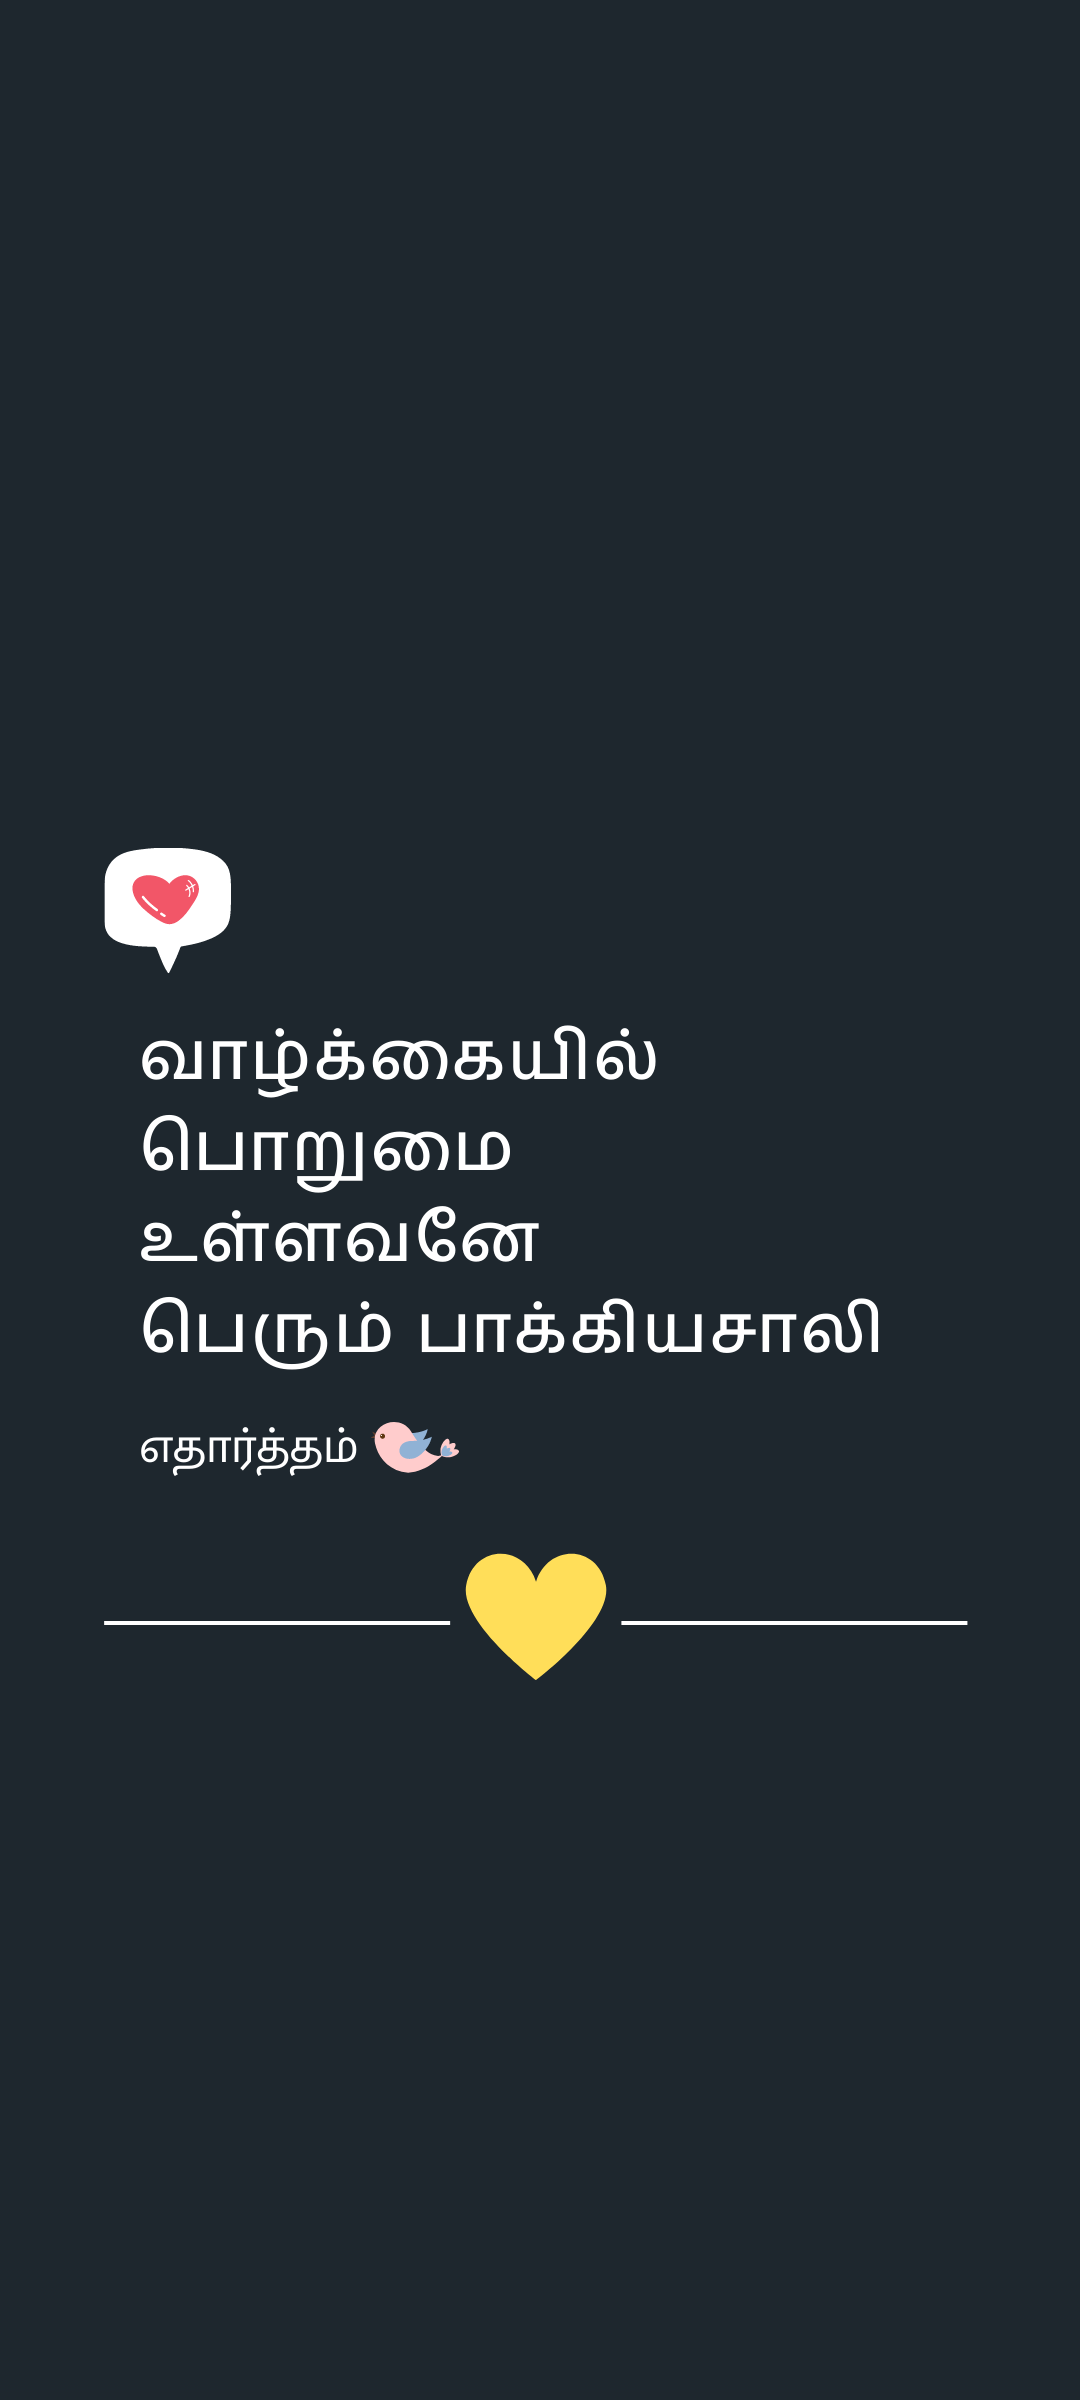 வாழ்க்கையில்
பொறுமை
உள்ளவனே
பெரும் பாக்கியசாலி
எதார்த்தம்